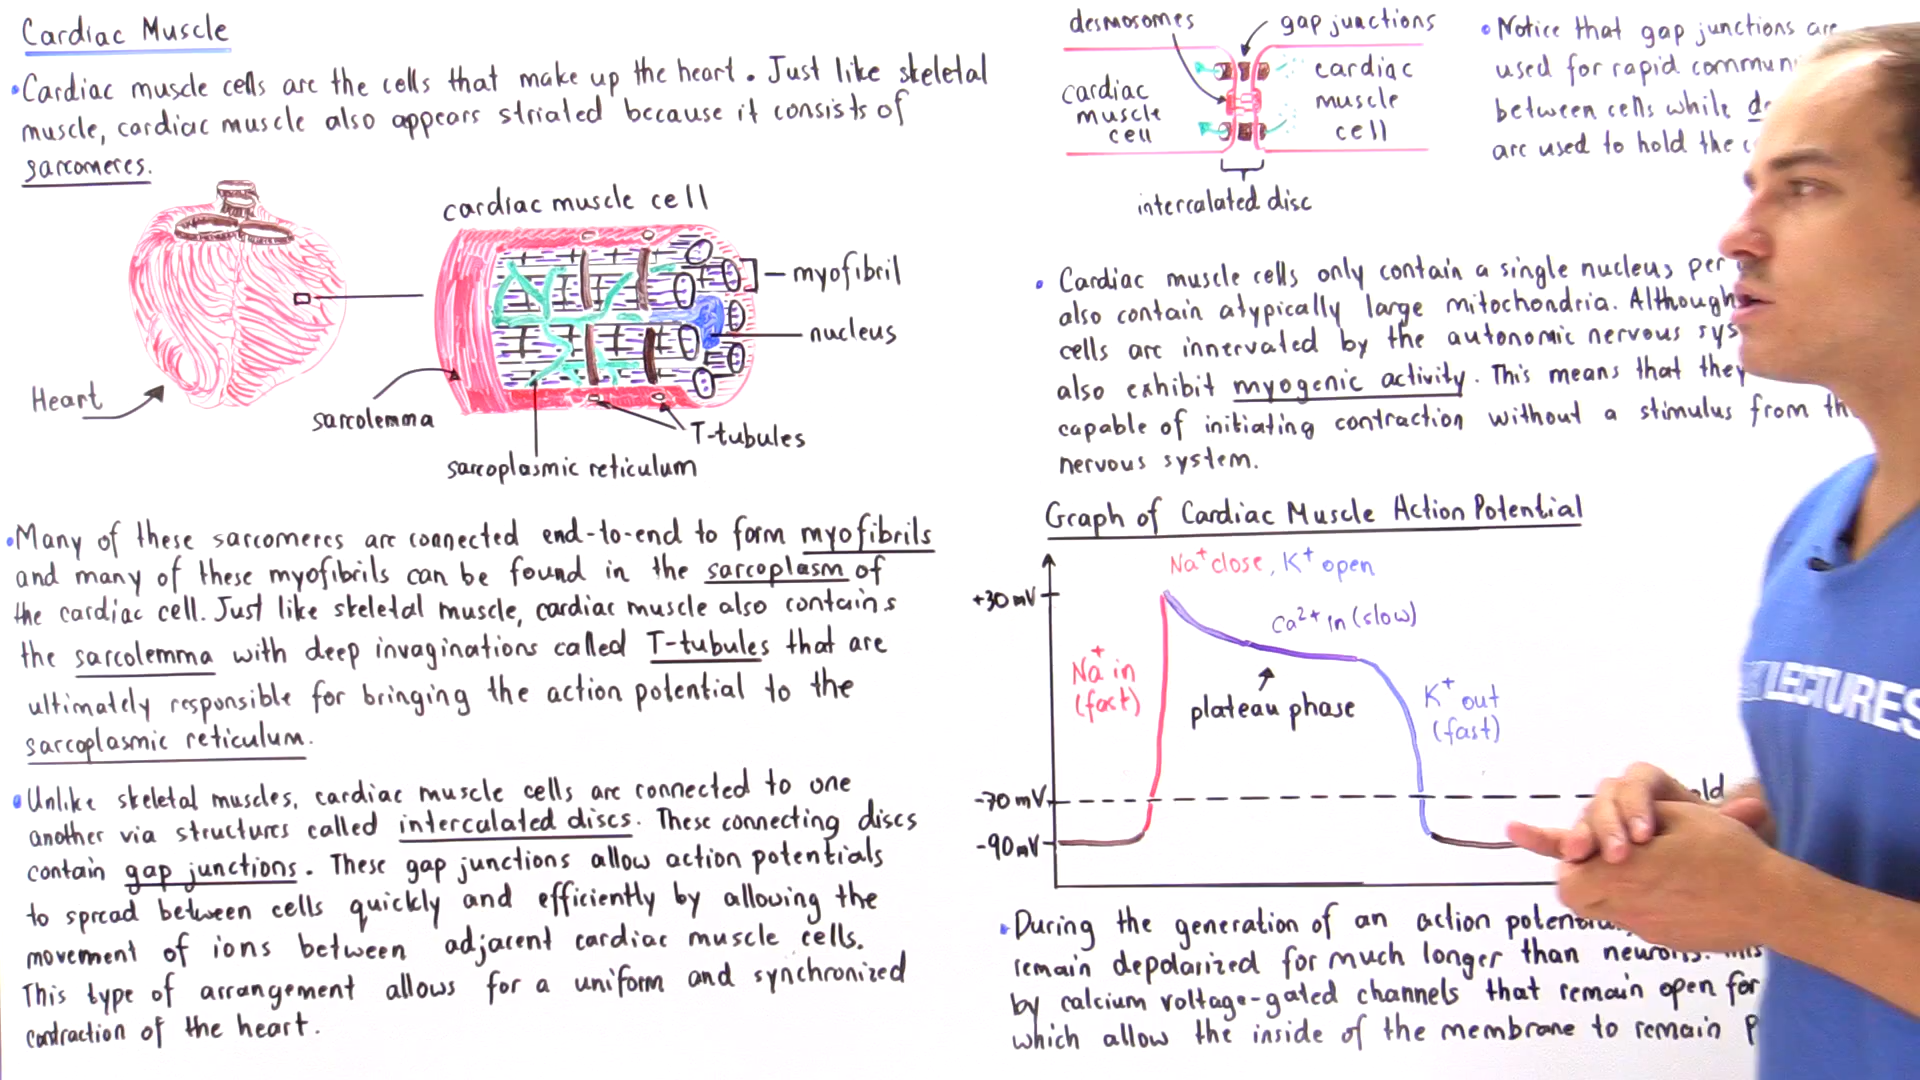 Cardiac Muscle
•Cardiac muscle cells are the cells that make up the heart. Just like skeletal
muscle, cardiac muscle also appears striated because it consists of
sarcomeres.
cardiac muscle cell
myofibril
nucleus
Heart
sarcolemma
T-tubules
sarcoplasmic reticulum
•Many of these sarcomeres are connected end-to-end to form myofibrils
and many of these myofibrils can be found in the sarcoplasm of
the cardiac cell. Just like skeletal muscle, cardiac muscle also contains
the sarcolemma with deep invaginations called T-tubules that are
ultimately responsible for bringing the action potential to the
sarcoplasmic reticulum.
•Unlike skeletal muscles, cardiac muscle cells are connected to one
another via structures called intercalated discs. These connecting discs
contain gap junctions. These gap junctions allow action potentials
to spread between cells quickly and efficiently by allowing the
movement of ions between adjacent cardiac muscle cells.
This type of arrangement allows for a uniform and synchronized
contraction of the heart.
desmosomes
gap junctions
cardiac
muscle
cell
cardiac
muscle
cell
intercalated disc
•Notice that gap junctions are
used for rapid commun
between cells while de
are used to hold the c
•Cardiac muscle cells only contain a single nucleus per
also contain atypically large mitochondria. Although
cells are innervated by the autonomic nervous sys
also exhibit myogenic activity. This means that they
capable of initiating contraction without a stimulus from th
nervous system.
Graph of Cardiac Muscle Action Potential
Na+ close, K+ open
+30mV
Ca2+ in (slow)
Na+ in
(fast)
plateau phase
K+ out
(fast)
-70mV
old
-90mV
•During the generation of an action potential,
remain depolarized for much longer than neurons. This
by calcium voltage-gated channels that remain open for
which allow the inside of the membrane to remain p
LECTURES